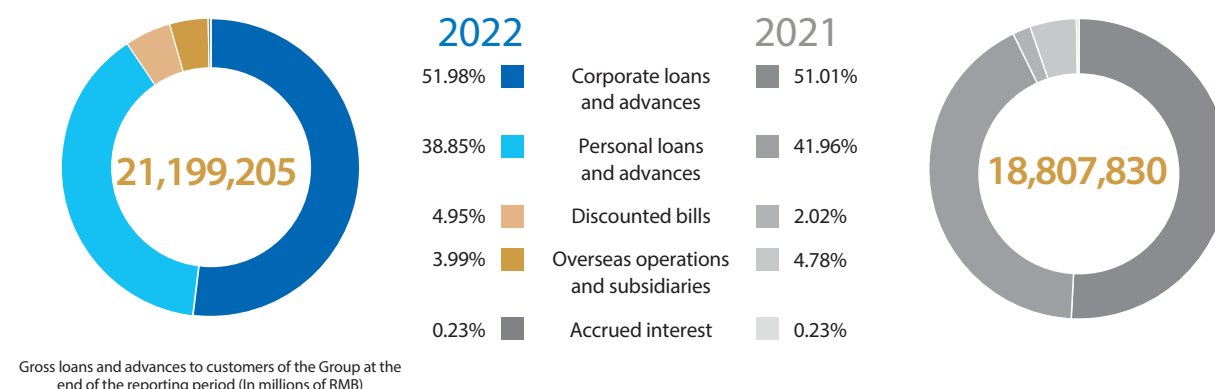 2022
2021
51.98%
Corporate loans
and advances
51.01%
21,199,205
38.85%
Personal loans
and advances
41.96%
18,807,830
4.95%
Discounted bills
2.02%
3.99%
Overseas operations
and subsidiaries
4.78%
0.23%
Accrued interest
0.23%
Gross loans and advances to customers of the Group at the
end of the reporting period (In millions of RMB)